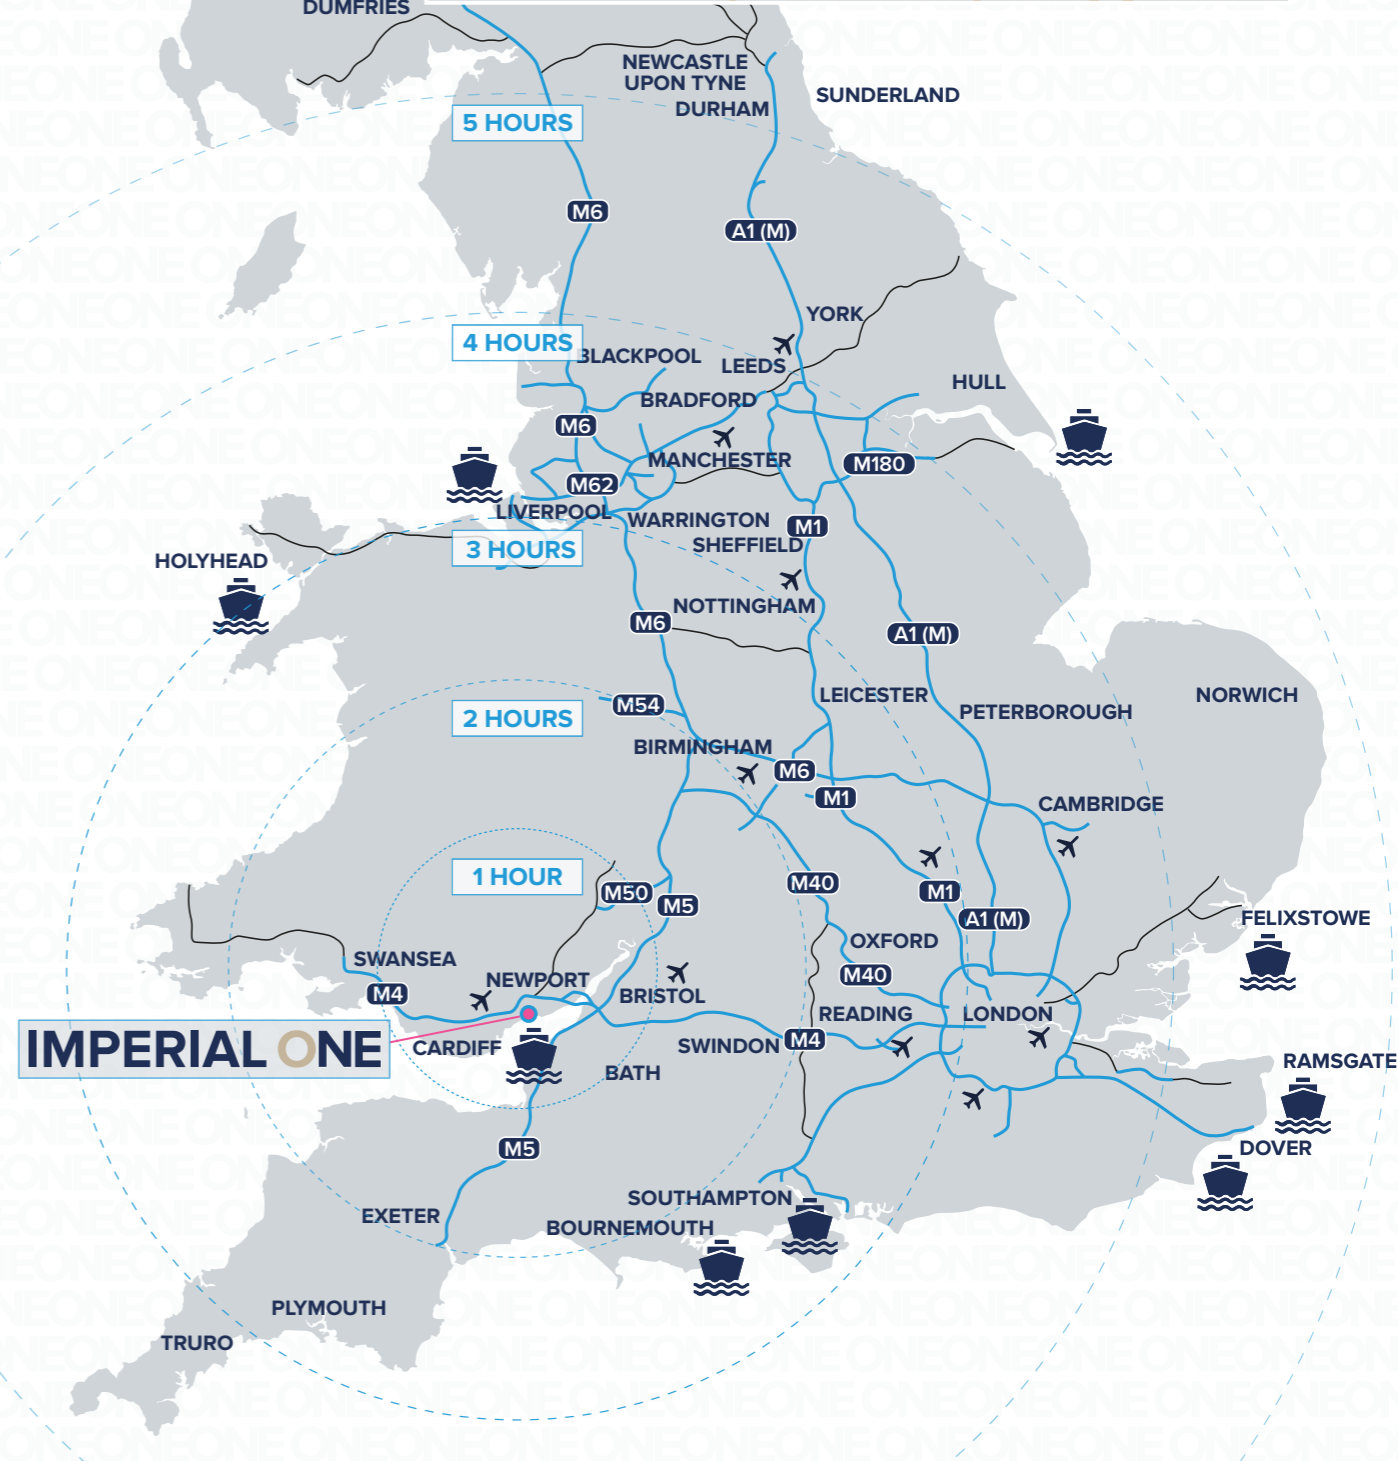 DUMFRIES
NEWCASTLE
UPON TYNE
DURHAM
SUNDERLAND
5 HOURS
M6
A1 (M)
YORK
4 HOURS
BLACKPOOL
LEEDS
HULL
BRADFORD
M6
MANCHESTER
M180
M62
LIVERPOOL
WARRINGTON
M1
SHEFFIELD
3 HOURS
HOLYHEAD
NOTTINGHAM
M6
A1 (M)
LEICESTER
NORWICH
M54
PETERBOROUGH
2 HOURS
BIRMINGHAM
M6
M1
CAMBRIDGE
1 HOUR
M50
M5
M40
M1
A1 (M)
FELIXSTOWE
OXFORD
SWANSEA
M40
NEWPORT
M4
BRISTOL
READING
LONDON
IMPERIAL ONE
CARDIFF
SWINDON
M4
RAMSGATE
BATH
M5
DOVER
SOUTHAMPTON
EXETER
BOURNEMOUTH
PLYMOUTH
TRURO